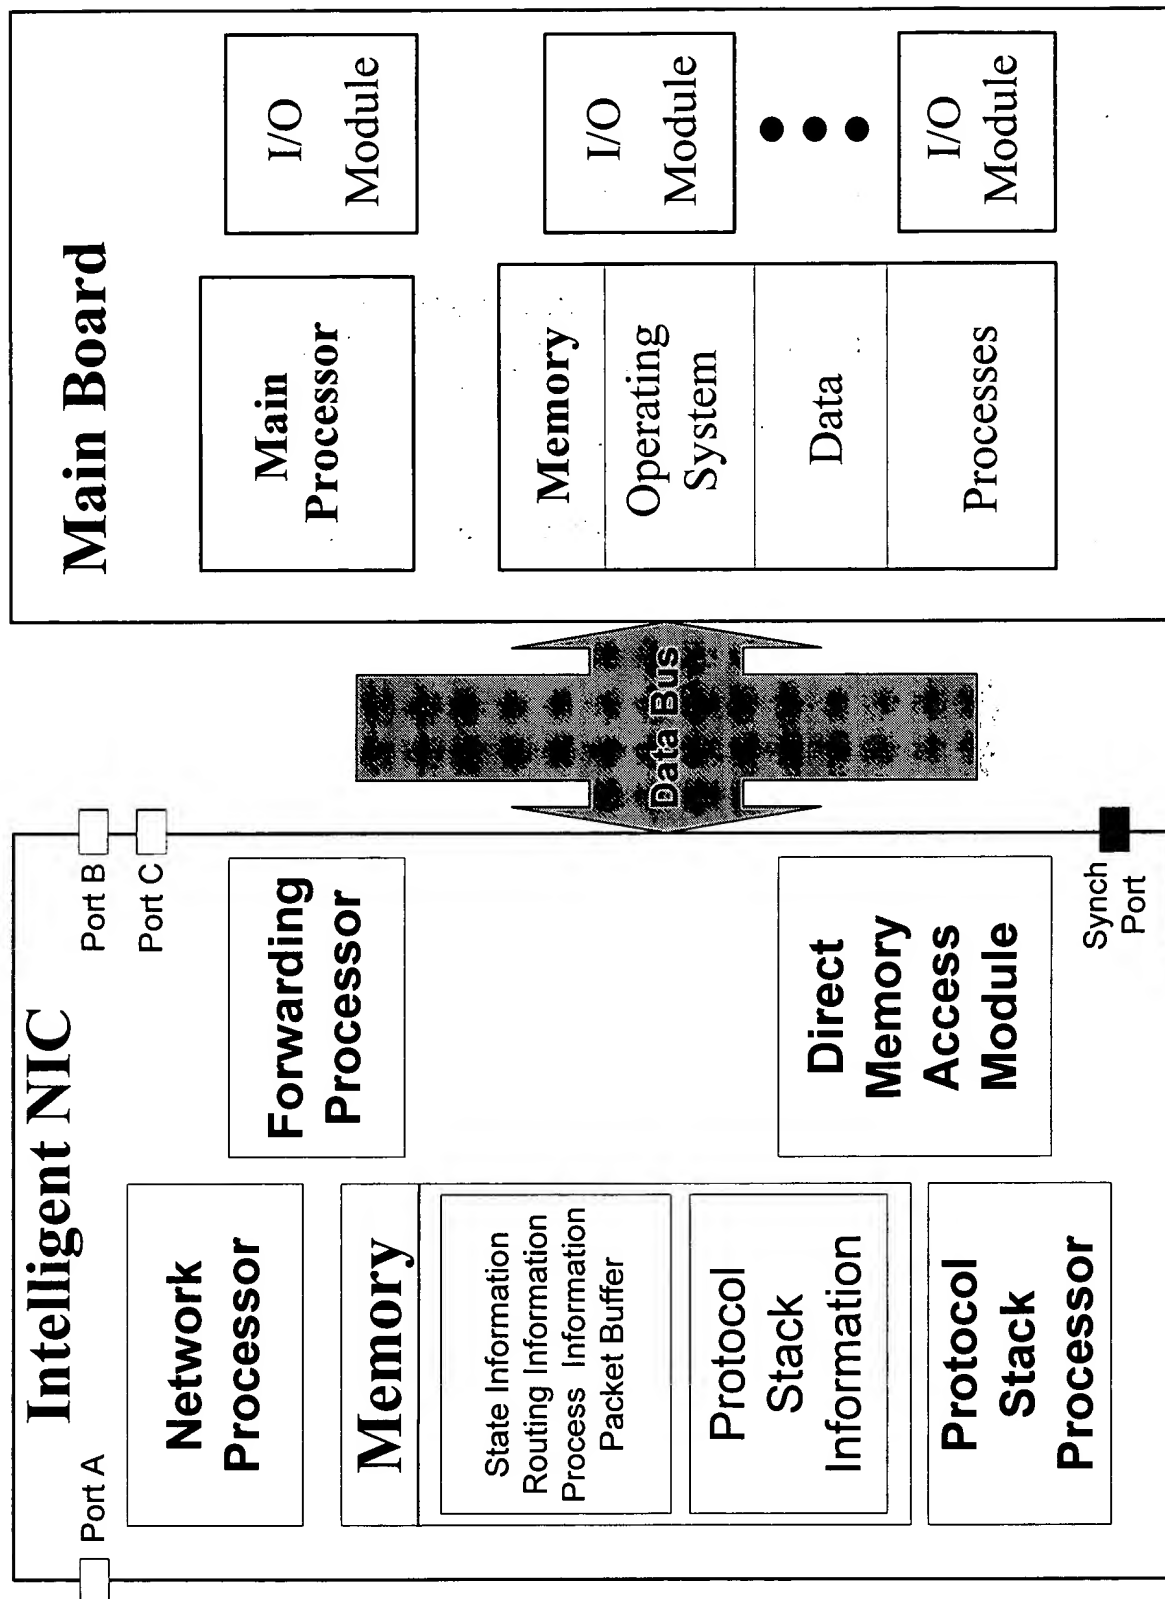 Intelligent NIC
Port A
Port B
Port C
Network
Processor
Forwarding
Processor
Memory
State Information
Routing Information
Process Information
Packet Buffer
Protocol
Stack
Information
Protocol
Stack
Processor
Direct
Memory
Access
Module
Synch
Port
Data Bus
Main Board
Main
Processor
I/O
Module
Memory
Operating
System
Data
Processes
I/O
Module
I/O
Module